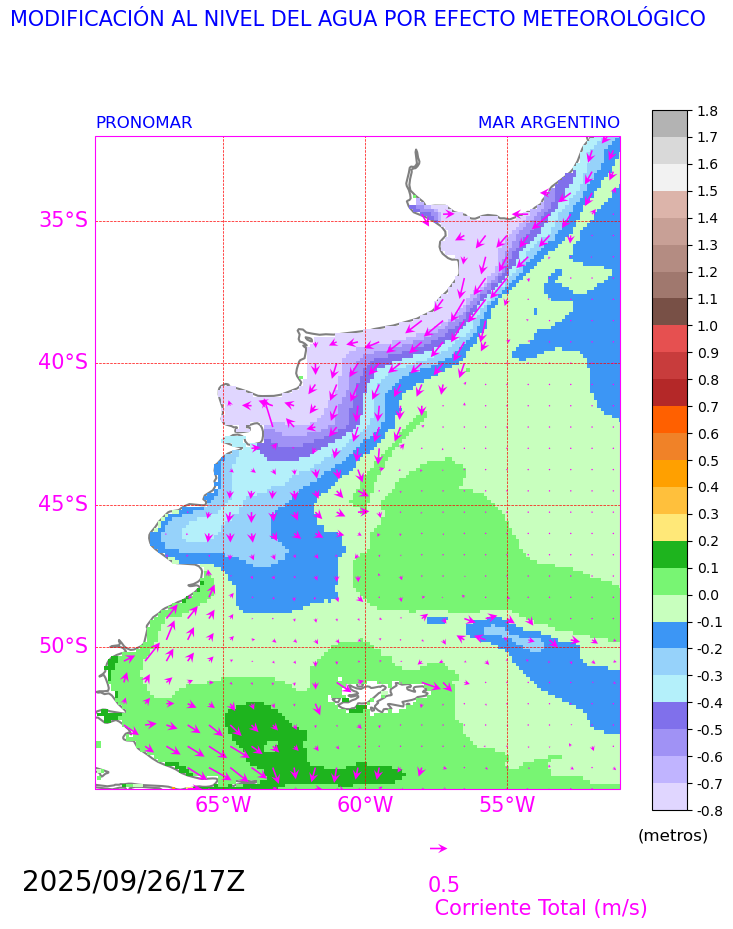 MODIFICACIÓN AL NIVEL DEL AGUA POR EFECTO METEOROLÓGICO
PRONOMAR
MAR ARGENTINO
1.8
1.7
1.6
1.5
1.4
1.3
1.2
1.1
1.0
0.9
0.8
0.7
0.6
0.5
0.4
0.3
0.2
0.1
0.0
-0.1
-0.2
-0.3
-0.4
-0.5
-0.6
-0.7
-0.8
(metros)
35°S
40°S
45°S
50°S
65°W
60°W
55°W
2025/09/26/17Z
0.5
Corriente Total (m/s)